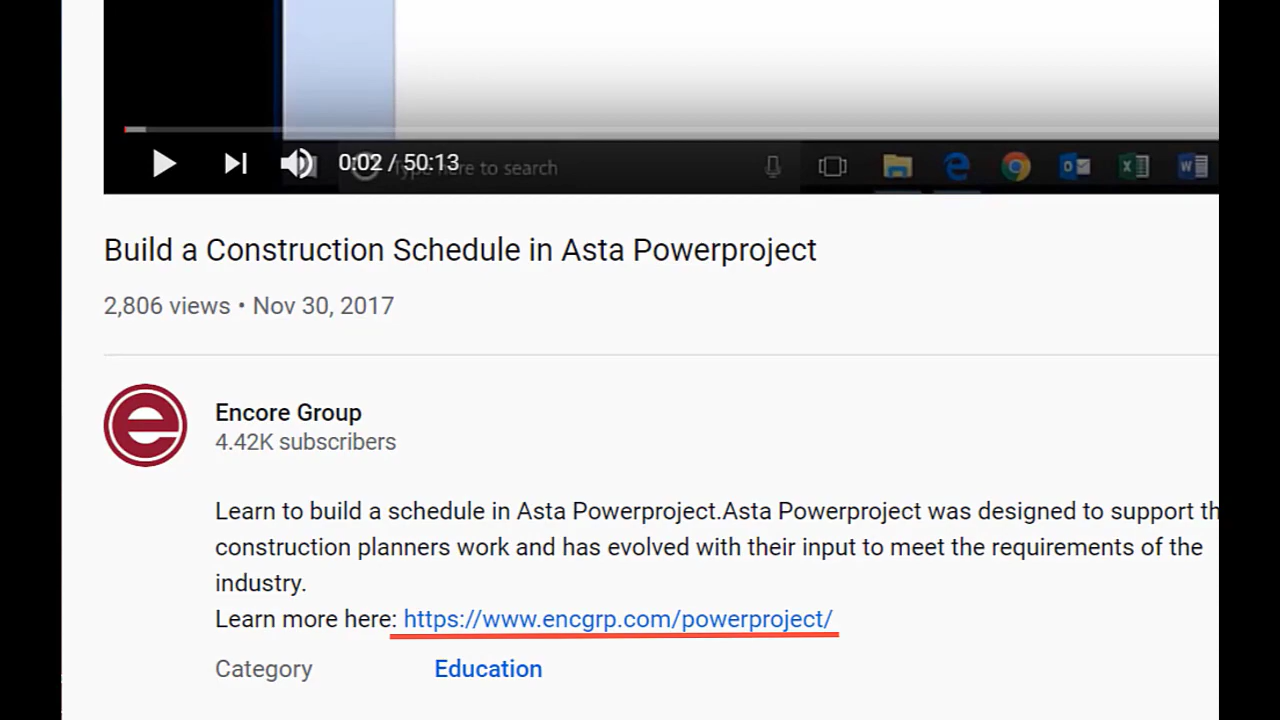 0:02 / 50:13
Type here to search
Build a Construction Schedule in Asta Powerproject
2,806 views • Nov 30, 2017
e
Encore Group
4.42K subscribers
Learn to build a schedule in Asta Powerproject.Asta Powerproject was designed to support th
construction planners work and has evolved with their input to meet the requirements of the
industry.
Learn more here: https://www.encgrp.com/powerproject/
Category Education